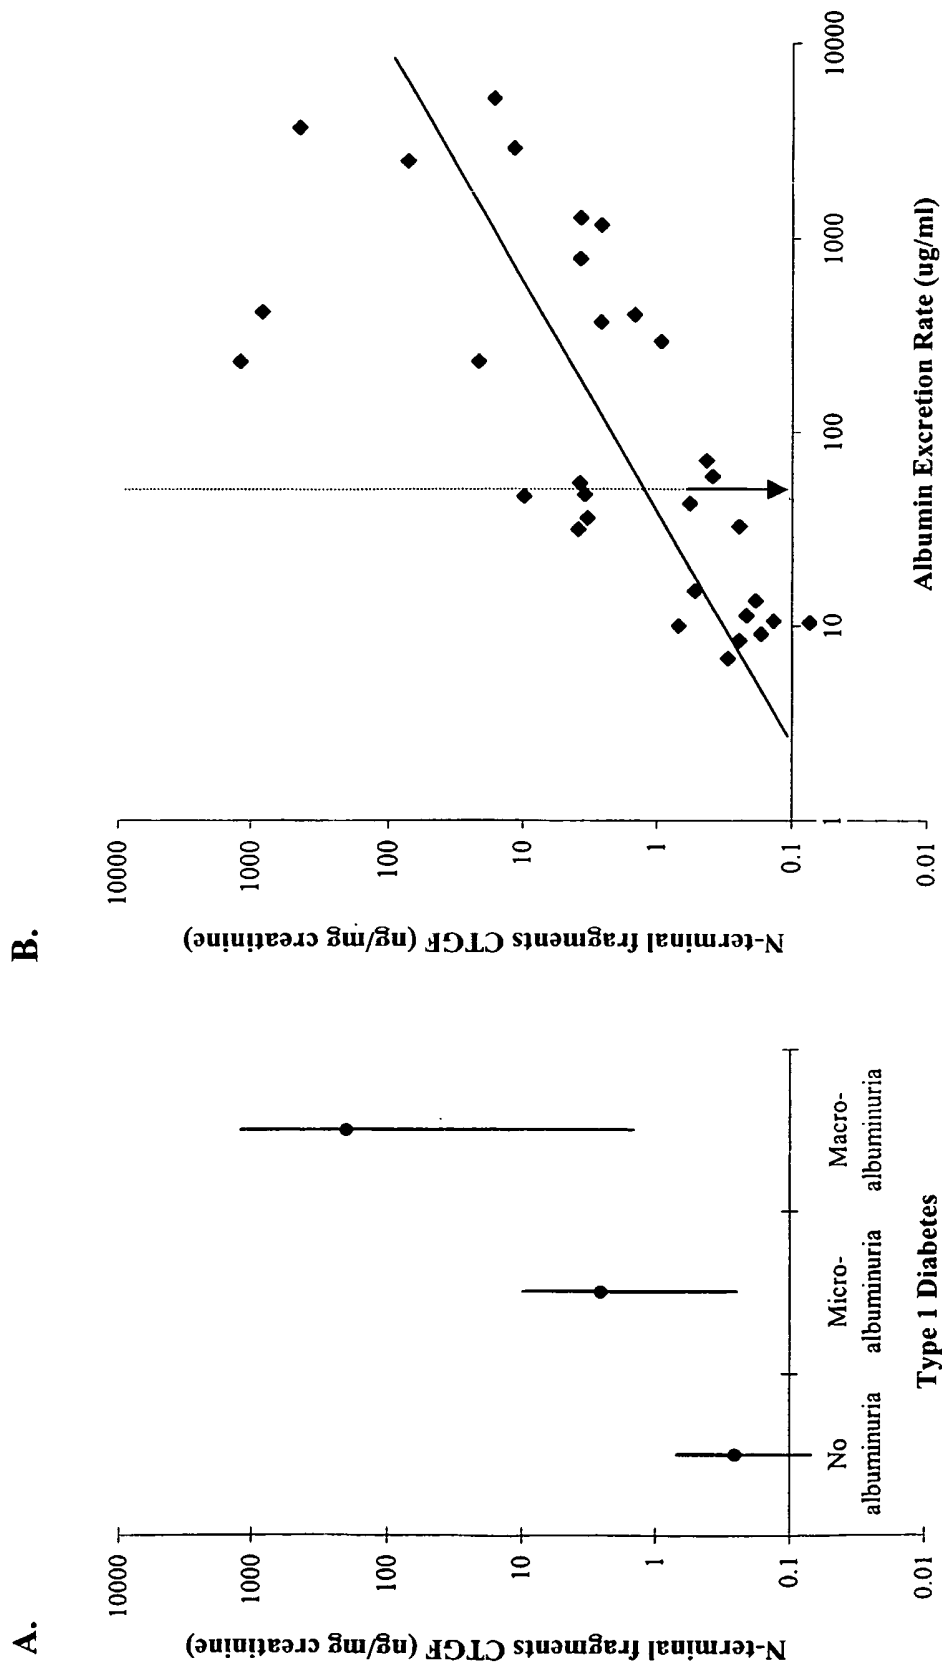 A.
N-terminal fragments CTGF (ng/mg creatinine)
10000
1000
100
10
1
0.1
0.01
No albuminuria
Micro-albuminuria
Macro-albuminuria
Type 1 Diabetes
B.
N-terminal fragments CTGF (ng/mg creatinine)
10000
1000
100
10
1
0.1
0.01
1
10
100
1000
10000
Albumin Excretion Rate (ug/ml)